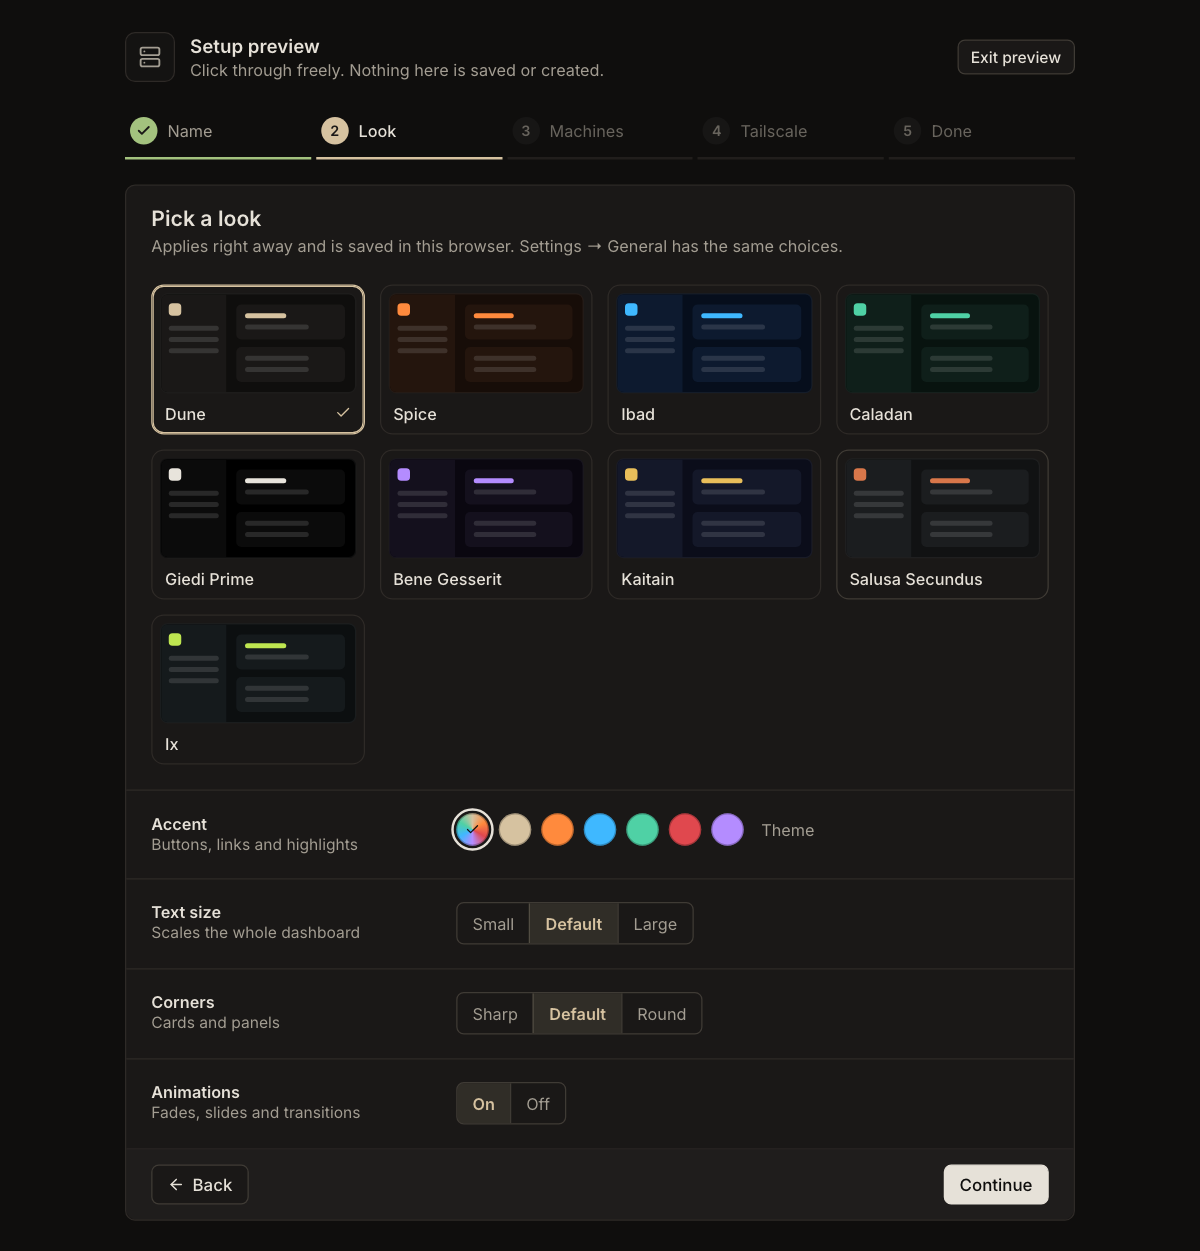 Setup preview
Click through freely. Nothing here is saved or created.
Exit preview
Name
2 Look
3 Machines
4 Tailscale
5 Done
Pick a look
Applies right away and is saved in this browser. Settings → General has the same choices.
Dune
Spice
Ibad
Caladan
Giedi Prime
Bene Gesserit
Kaitain
Salusa Secundus
Ix
Accent
Buttons, links and highlights
Theme
Text size
Scales the whole dashboard
Small
Default
Large
Corners
Cards and panels
Sharp
Default
Round
Animations
Fades, slides and transitions
On
Off
← Back
Continue